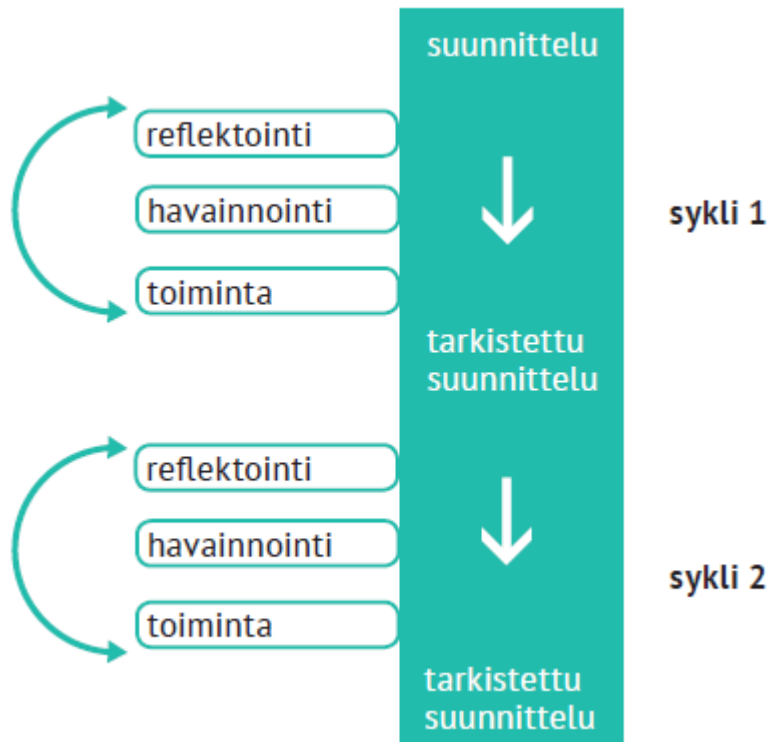 suunnittelu
reflektointi
havainnointi
sykli 1
toiminta
tarkistettu
suunnittelu
reflektointi
havainnointi
sykli 2
toiminta
tarkistettu
suunnittelu